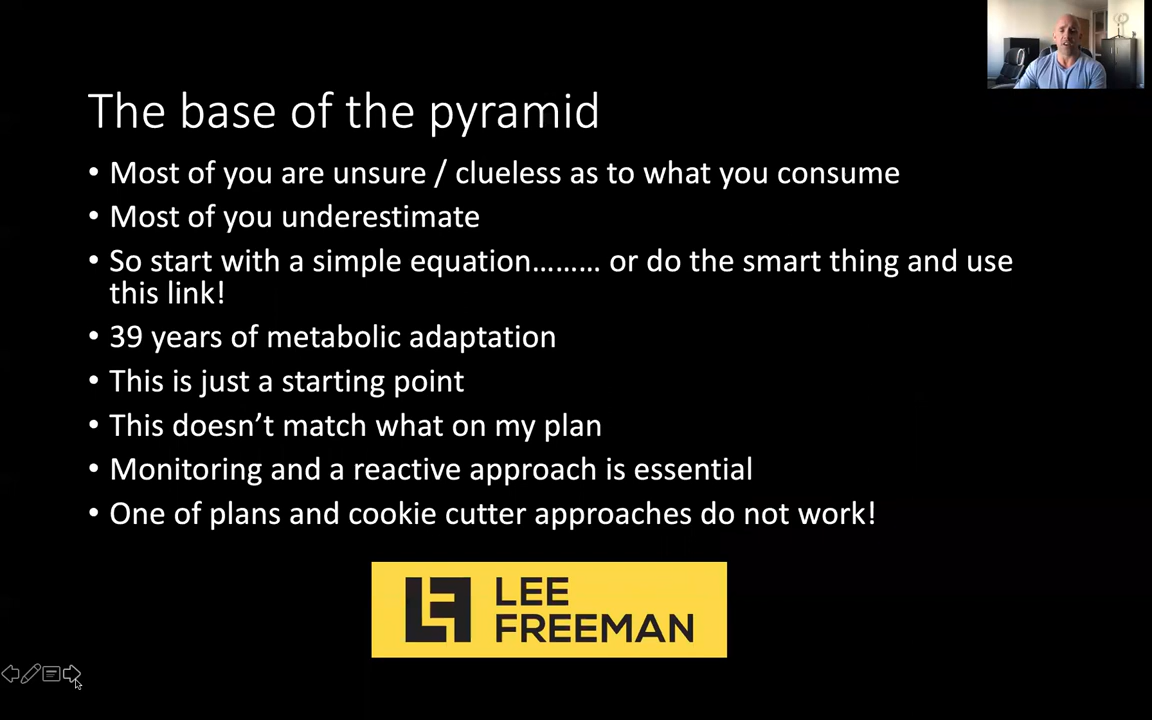 The base of the pyramid
• Most of you are unsure / clueless as to what you consume
• Most of you underestimate
• So start with a simple equation……… or do the smart thing and use
this link!
• 39 years of metabolic adaptation
• This is just a starting point
• This doesn’t match what on my plan
• Monitoring and a reactive approach is essential
• One of plans and cookie cutter approaches do not work!
LF LEE
FREEMAN